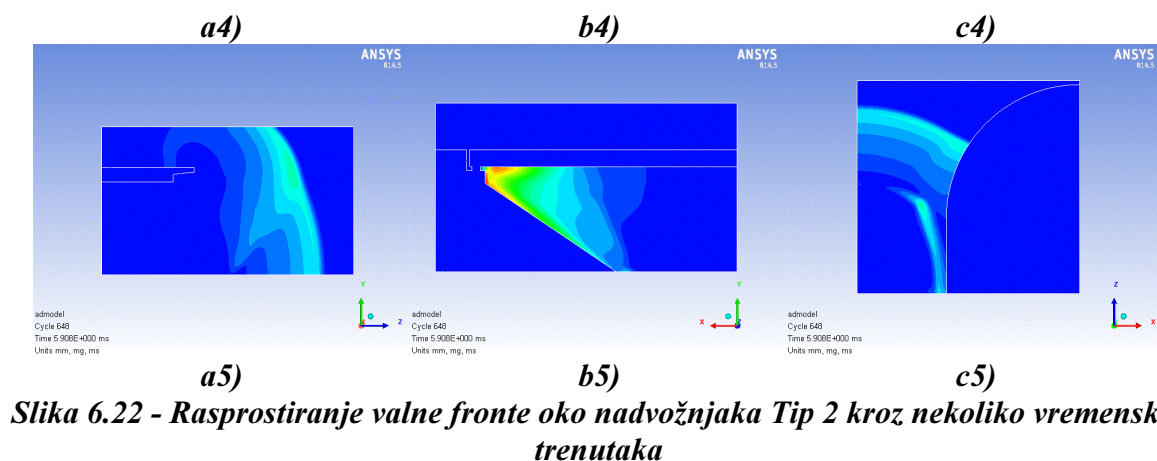 a4) b4) c4)
ANSYS ANSYS ANSYS
R14.5 R14.5 R14.5
Y Y Z
Z X X
admodel admodel admodel
Cycle 648 Cycle 648 Cycle 648
Time 5.908E+000 ms Time 5.908E+000 ms Time 5.908E+000 ms
Units mm, mg, ms Units mm, mg, ms Units mm, mg, ms
a5) b5) c5)
Slika 6.22 - Rasprostiranje valne fronte oko nadvožnjaka Tip 2 kroz nekoliko vremensk
trenutaka